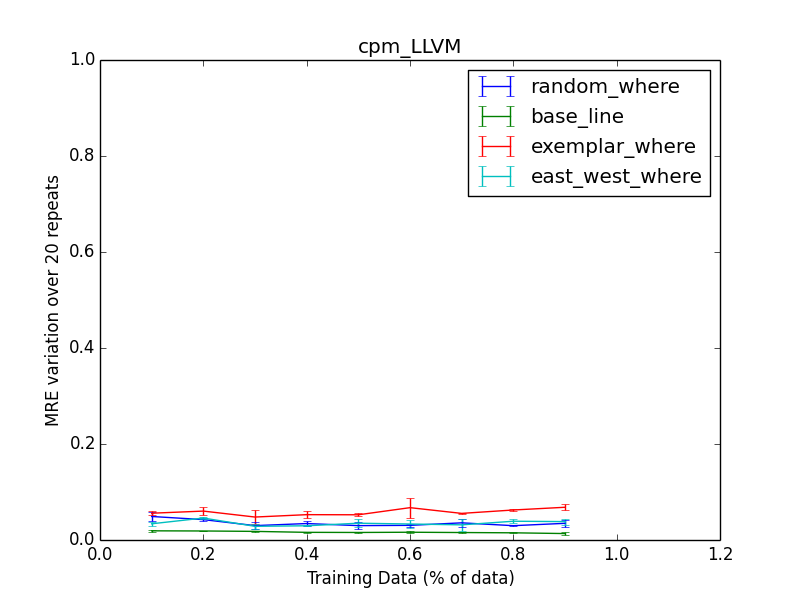 cpm_LLVM
1.0
0.8
0.6
0.4
0.2
0.0
MRE variation over 20 repeats
random_where
base_line
exemplar_where
east_west_where
0.0 0.2 0.4 0.6 0.8 1.0 1.2
Training Data (% of data)